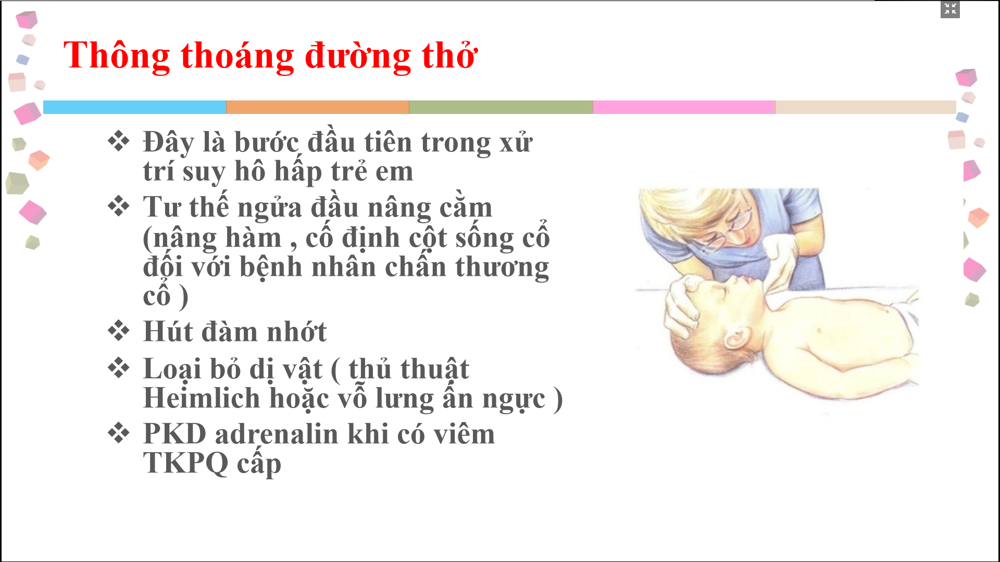 Thông thoáng đường thở
❖ Đây là bước đầu tiên trong xử
trí suy hô hấp trẻ em
❖ Tư thế ngửa đầu nâng cằm
(nâng hàm , cố định cột sống cổ
đối với bệnh nhân chấn thương
cổ )
❖ Hút đàm nhớt
❖ Loại bỏ dị vật ( thủ thuật
Heimlich hoặc vỗ lưng ấn ngực )
❖ PKD adrenalin khi có viêm
TKPQ cấp